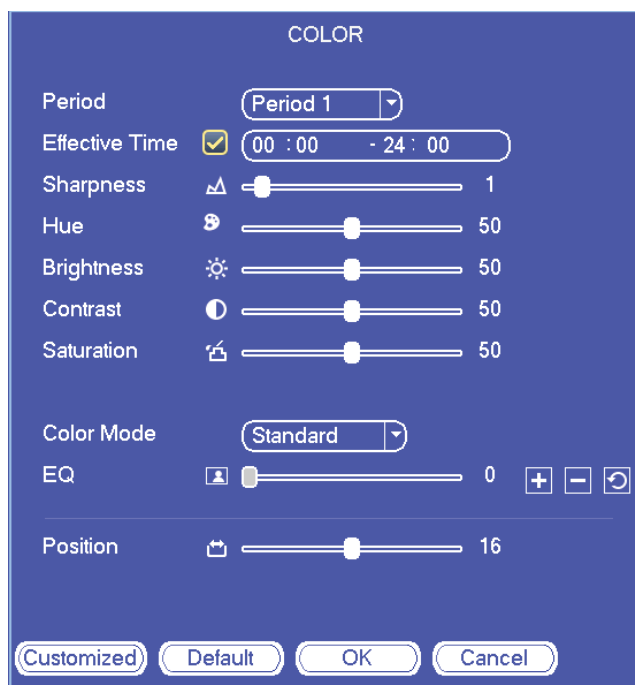 COLOR
Period Period 1
Effective Time 00 :00 - 24 : 00
Sharpness 1
Hue 50
Brightness 50
Contrast 50
Saturation 50
Color Mode Standard
EQ 0
Position 16
Customized Default OK Cancel